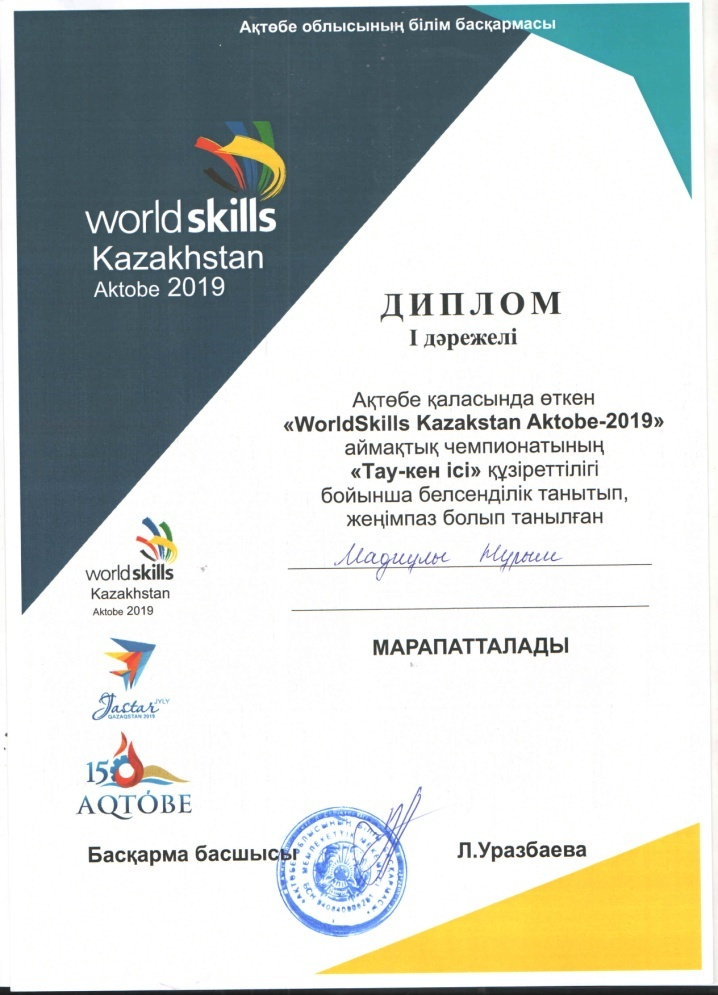 Ақтөбе облысының білім басқармасы
worldskills
Kazakhstan
Aktobe 2019
ДИПЛОМ
І дәрежелі
Ақтөбе қаласында өткен
«WorldSkills Kazakstan Aktobe-2019»
аймақтық чемпионатының
«Тау-кен ісі» құзіреттілігі
бойынша белсенділік танытып,
жеңімпаз болып танылған
Мадиулы Нұрым
worldskills
Kazakhstan
Aktobe 2019
МАРАПАТТАЛАДЫ
Jastar JYLY
QAZAQSTAN 2019
150
AQTÓBE
Басқарма басшысы
Л.Уразбаева